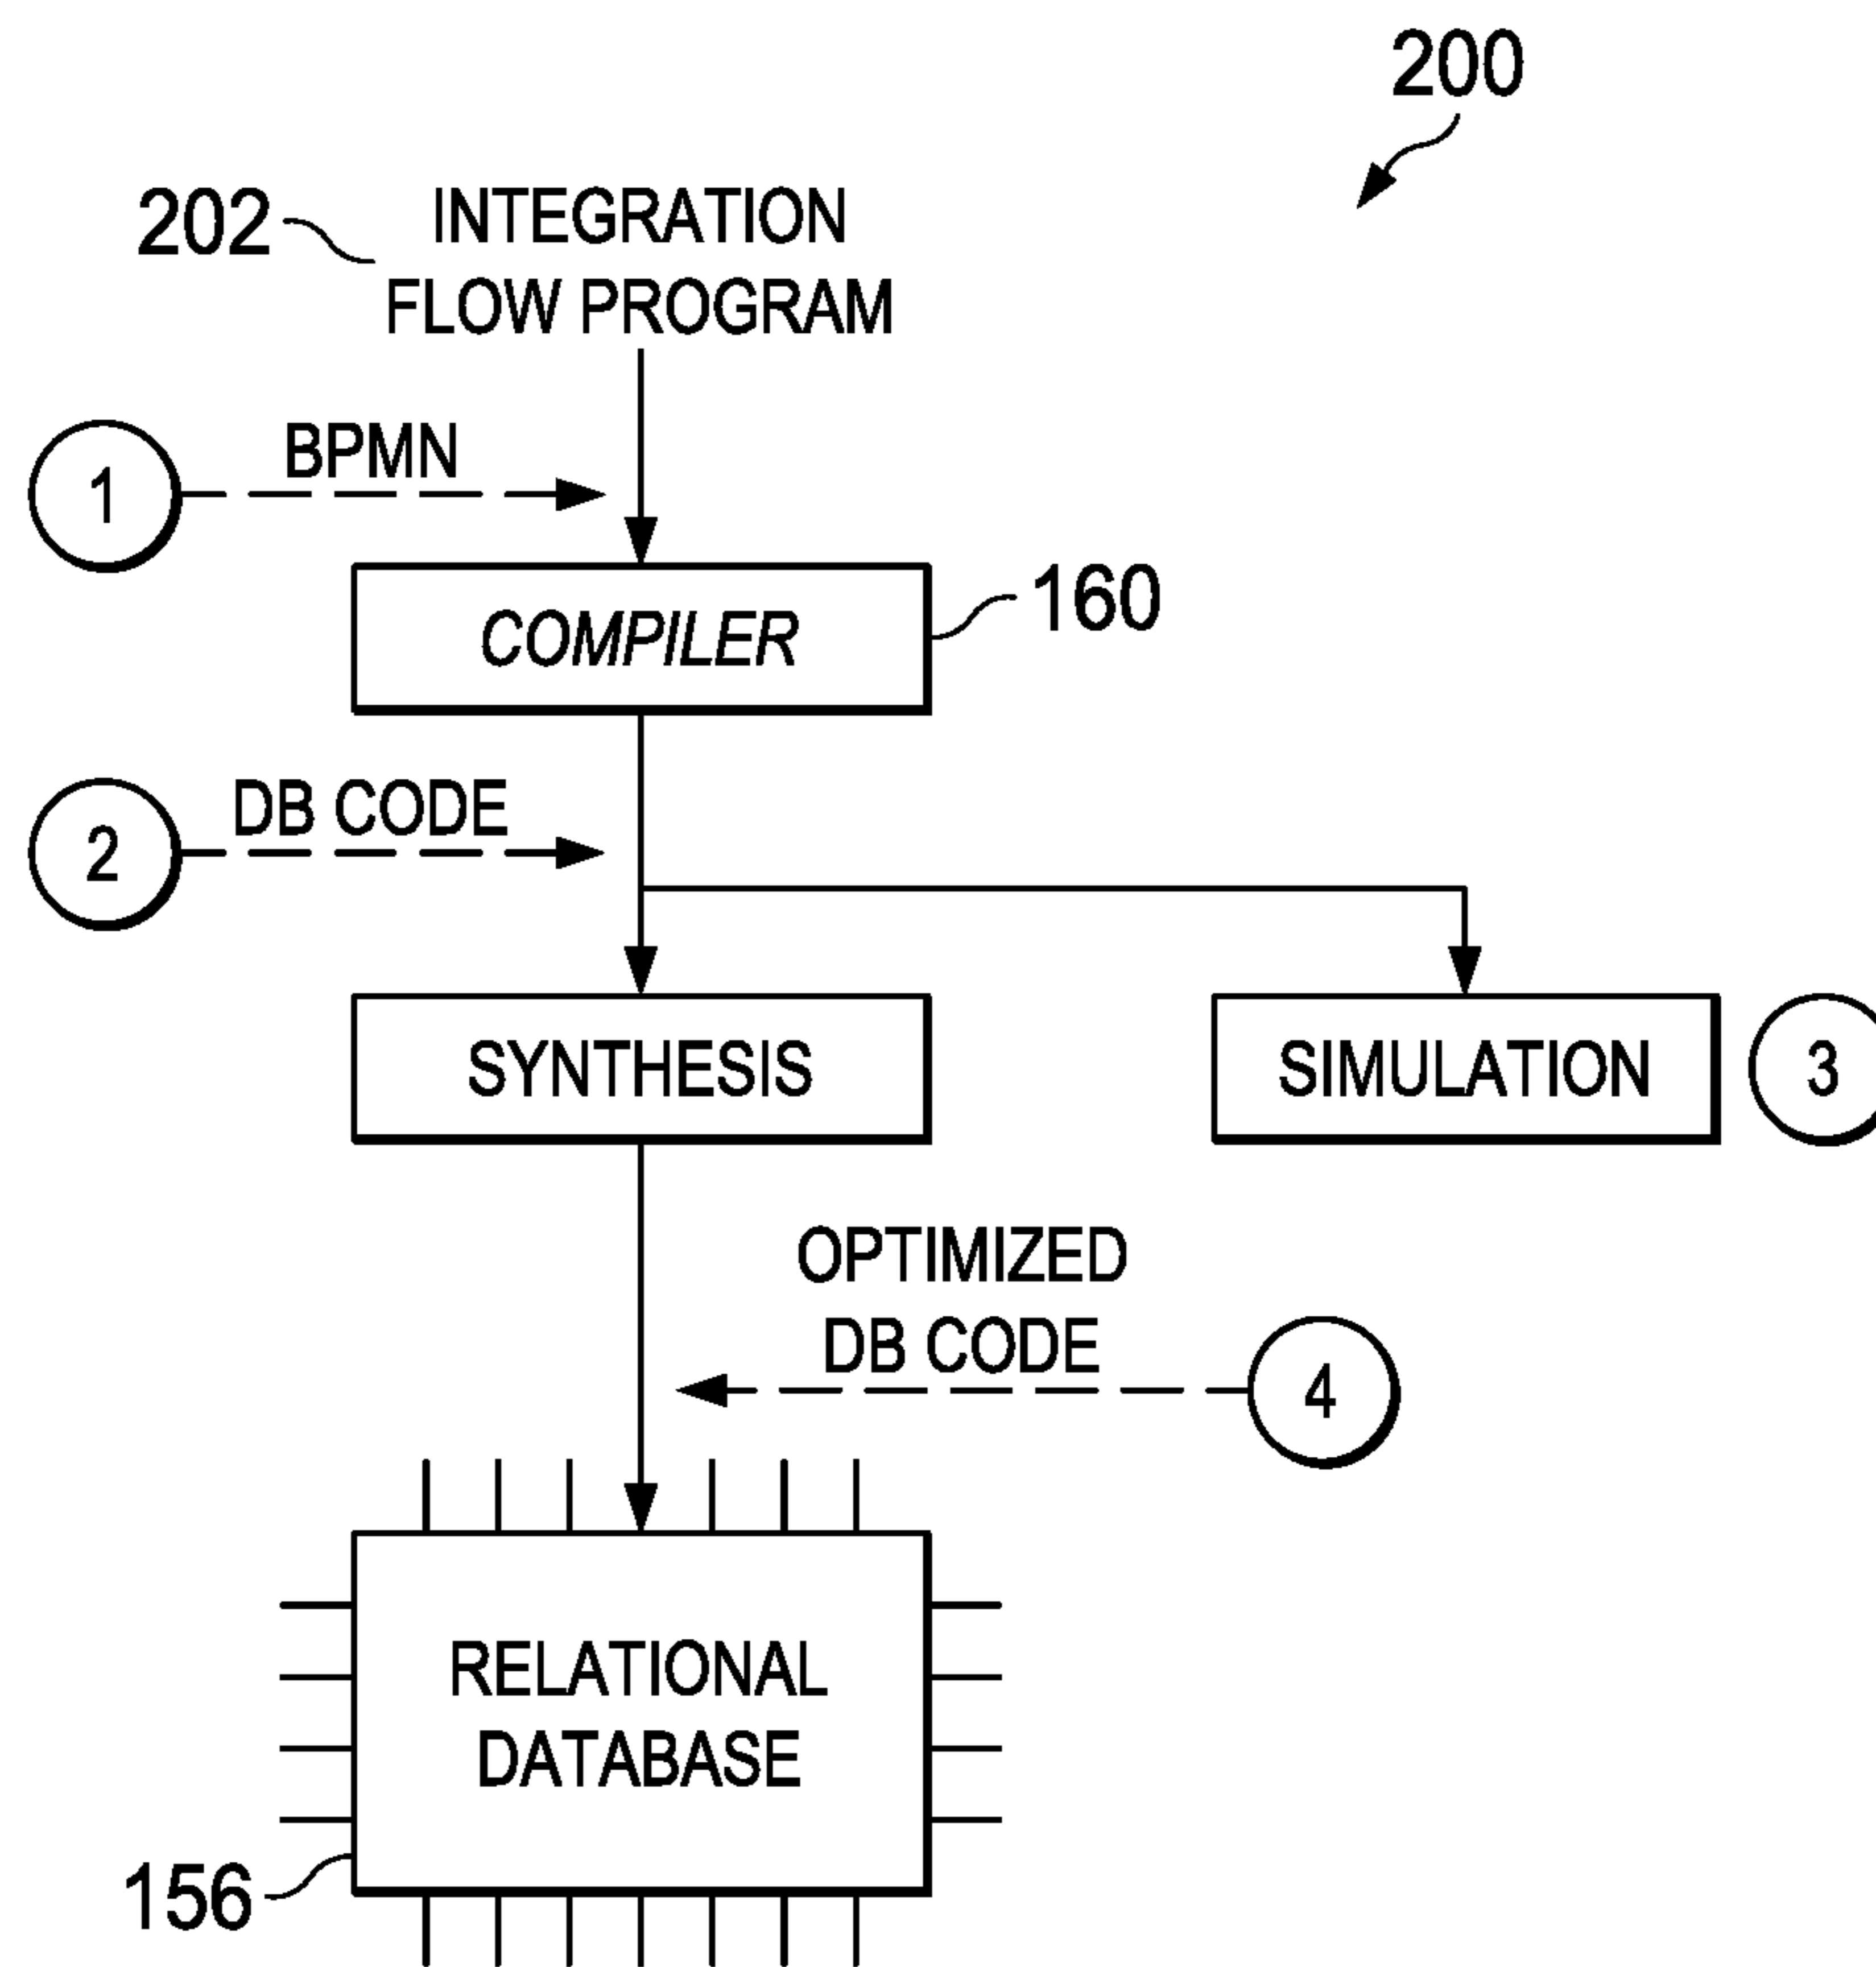 200
202
INTEGRATION
FLOW PROGRAM
BPMN
1
COMPILER
160
DB CODE
2
SYNTHESIS
SIMULATION
3
OPTIMIZED
DB CODE
4
RELATIONAL
DATABASE
156